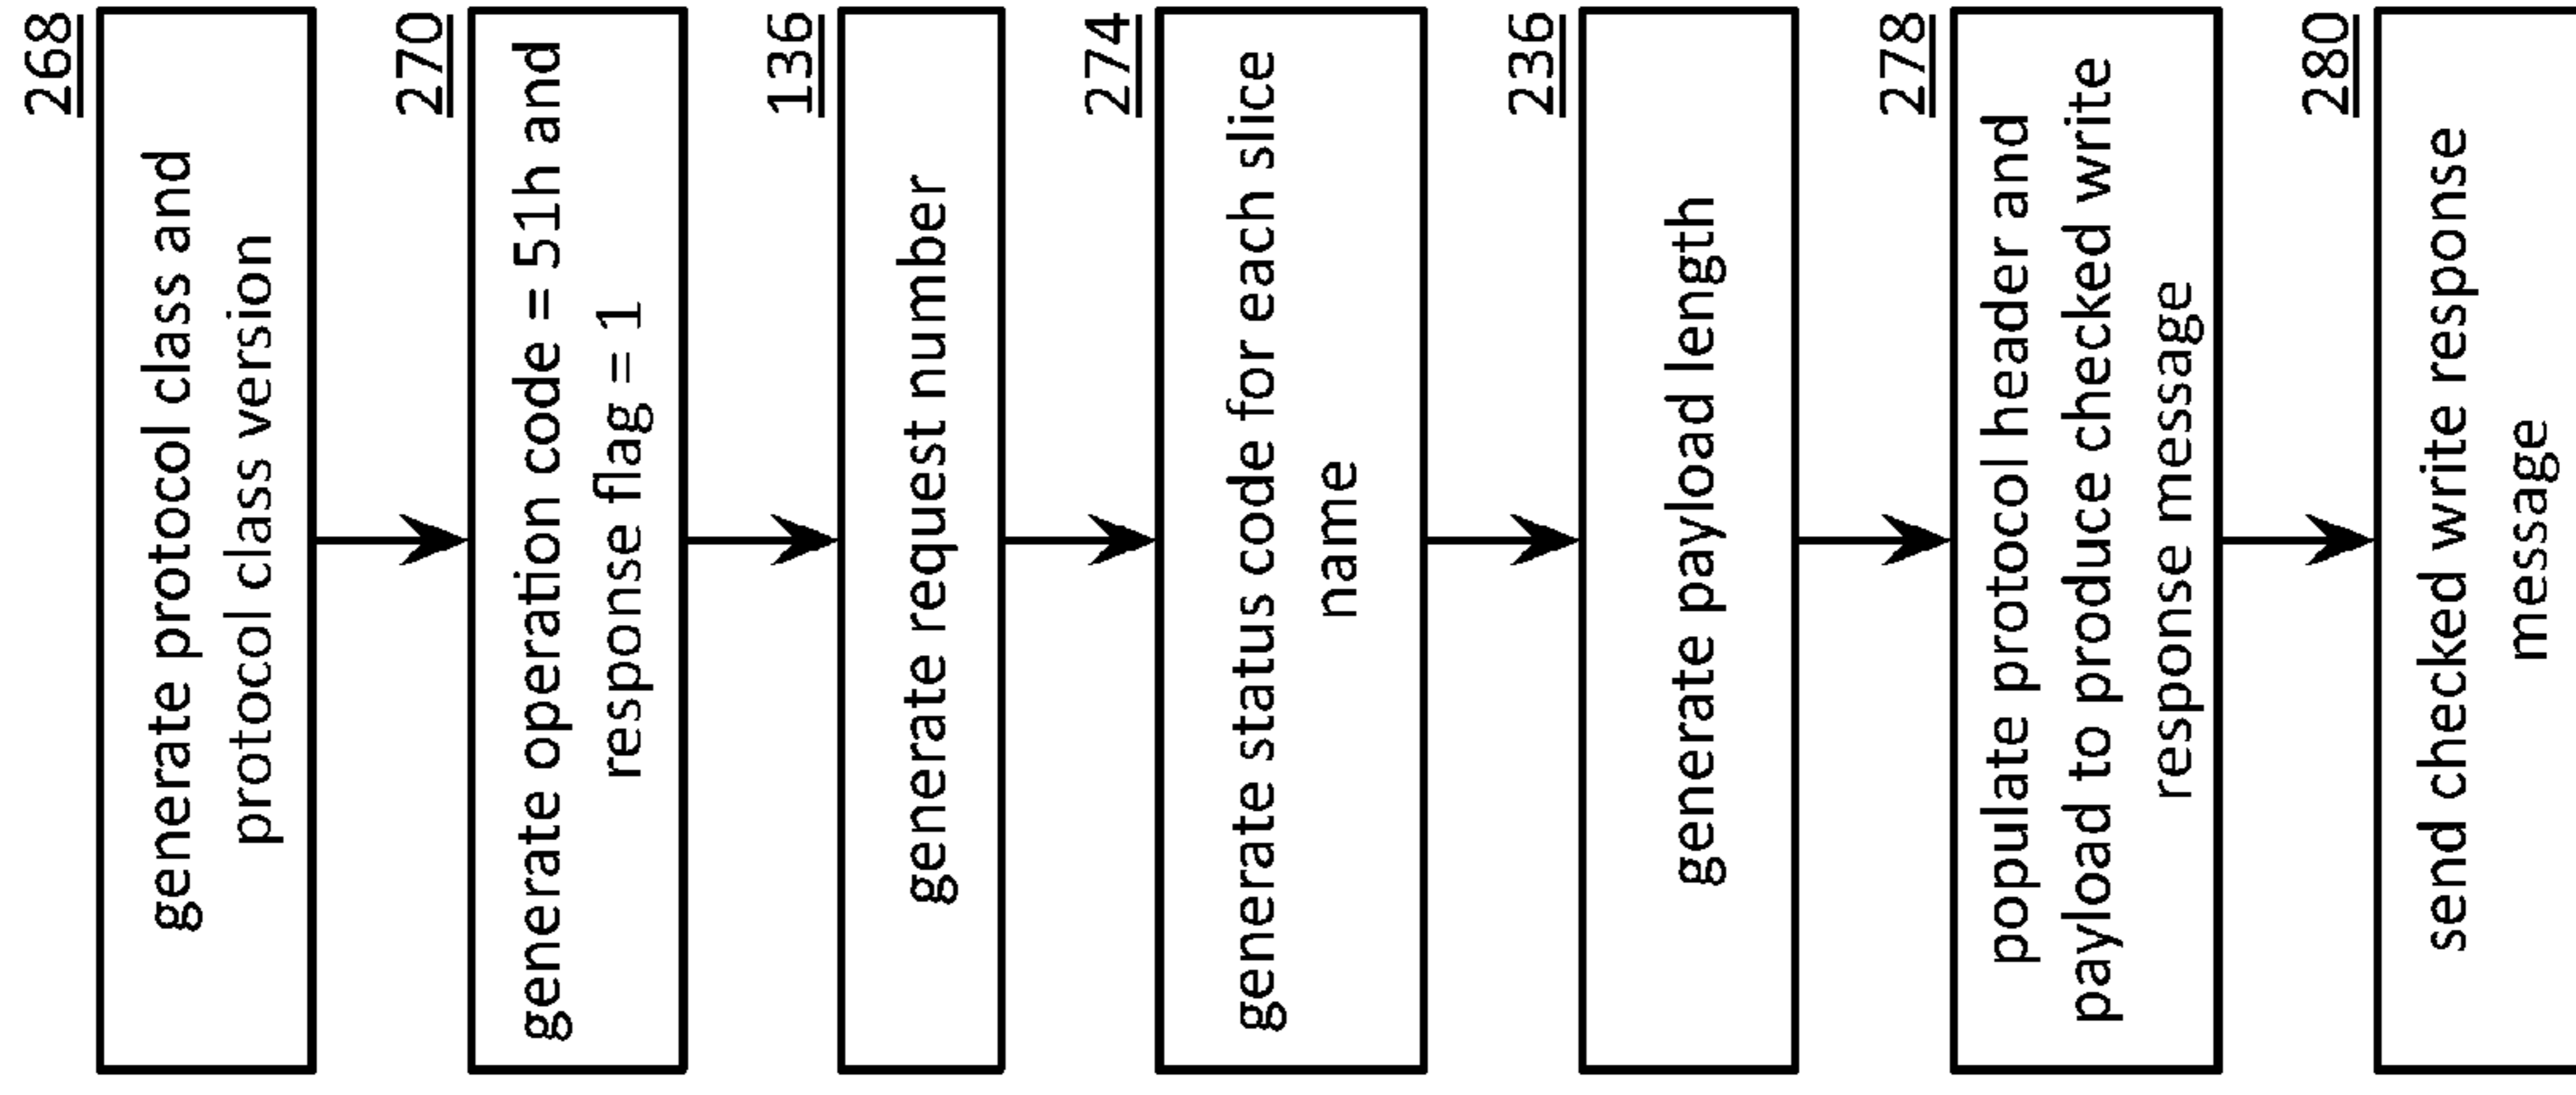 268
generate protocol class and
protocol class version
270
generate operation code = 51h and
response flag = 1
136
generate request number
274
generate status code for each slice
name
236
generate payload length
278
populate protocol header and
payload to produce checked write
response message
280
send checked write response
message